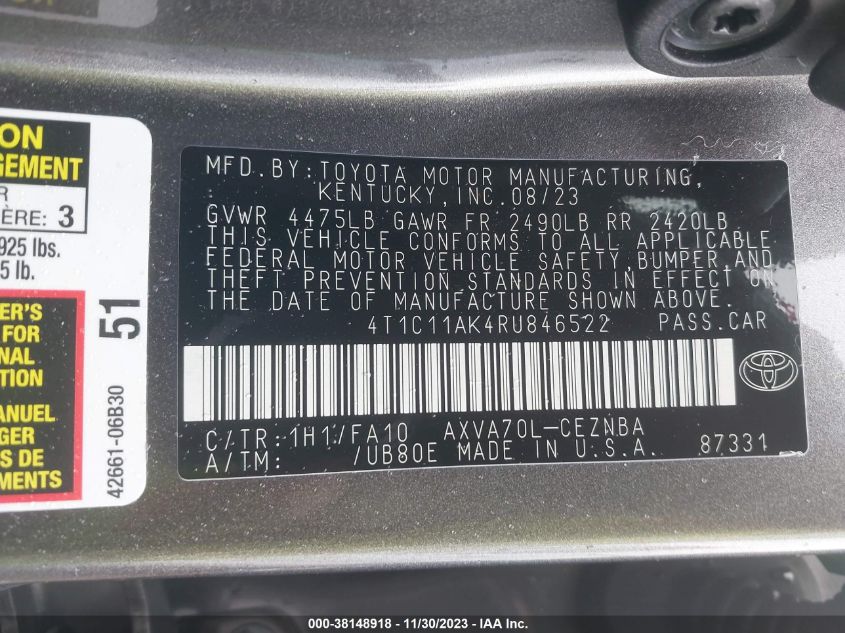 ON
GEMENT
R
ÈRE: 3
925 lbs.
5 lb.
ER'S
FOR
NAL
TION
MANUEL
GER
S DE
MENTS
51
42661-06B30
MFD.BY:TOYOTA MOTOR MANUFACTURING,
KENTUCKY, INC.08/23
GVWR 4475LB GAWR FR 2490LB RR 2420LB
THIS VEHICLE CONFORMS TO ALL APPLICABLE
FEDERAL MOTOR VEHICLE SAFETY,BUMPER,AND
THEFT PREVENTION STANDARDS IN EFFECT ON
THE DATE OF MANUFACTURE SHOWN ABOVE.
4T1C11AK4RU846522 PASS.CAR
C/TR:1H1/FA10 AXVA70L-CEZNBA
A/TM: /UB80E MADE IN U.S.A. 87331
000-38148918 - 11/30/2023 - IAA Inc.